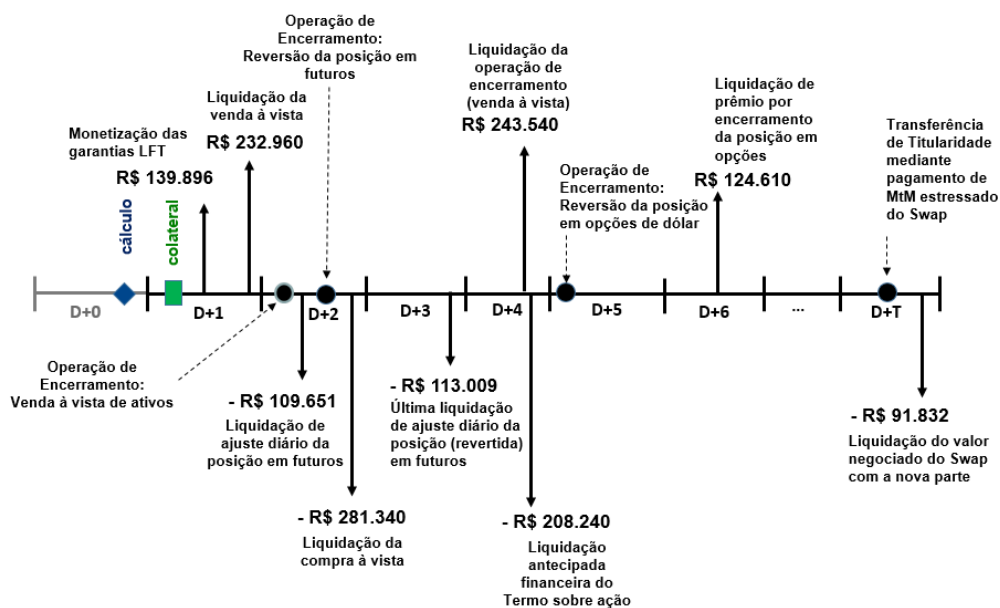 Operação de
Encerramento:
Reversão da posição em
futuros
Liquidação da
venda à vista
R$ 232.960
Monetização das
garantias LFT
R$ 139.896
cálculo
colateral
Liquidação da
operação de
encerramento
(venda à vista)
R$ 243.540
Operação de
Encerramento:
Reversão da posição
em opções de dólar
Liquidação de
prêmio por
encerramento
da posição em
opções
R$ 124.610
Transferência
de Titularidade
mediante
pagamento de
MtM estressado
do Swap
D+0
D+1
D+2
D+3
D+4
D+5
D+6
...
D+T
Operação de
Encerramento:
Venda à vista de ativos
- R$ 109.651
Liquidação de
ajuste diário da
posição em futuros
- R$ 281.340
Liquidação da
compra à vista
- R$ 113.009
Última liquidação
de ajuste diário da
posição (revertida)
em futuros
- R$ 208.240
Liquidação
antecipada
financeira do
Termo sobre ação
- R$ 91.832
Liquidação do valor
negociado do Swap
com a nova parte